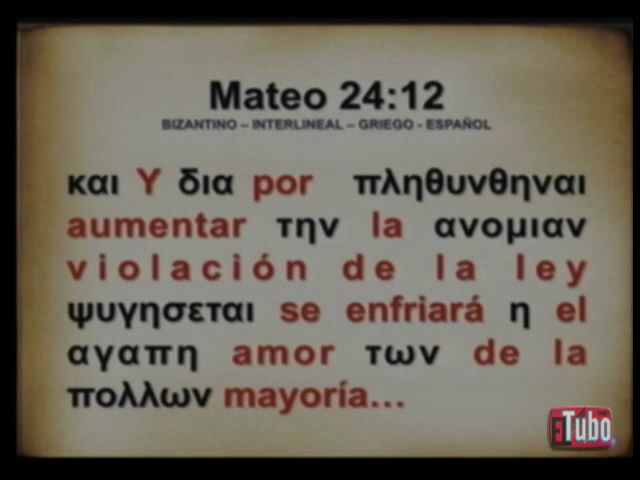 Mateo 24:12
BIZANTINO – INTERLINEAL – GRIEGO - ESPAÑOL
και Y δια por πληθυνθηναι
aumentar την la ανομιαν
violación de la ley
ψυγησεται se enfriará η el
αγαπη amor των de la
πολλων mayoría...
Tubo